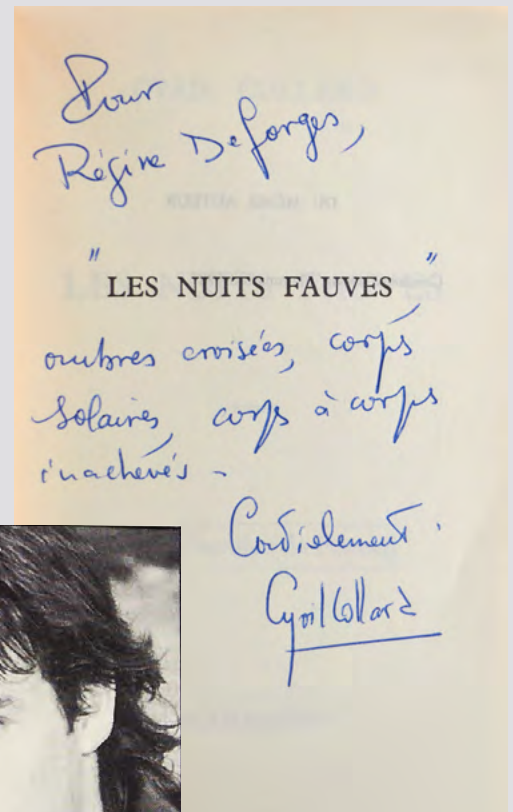 Pour
Régine Deforges,
"LES NUITS FAUVES"
ombres croisées, corps
solaires, corps à corps
inachevés -
Cordialement.
Cyril Collard